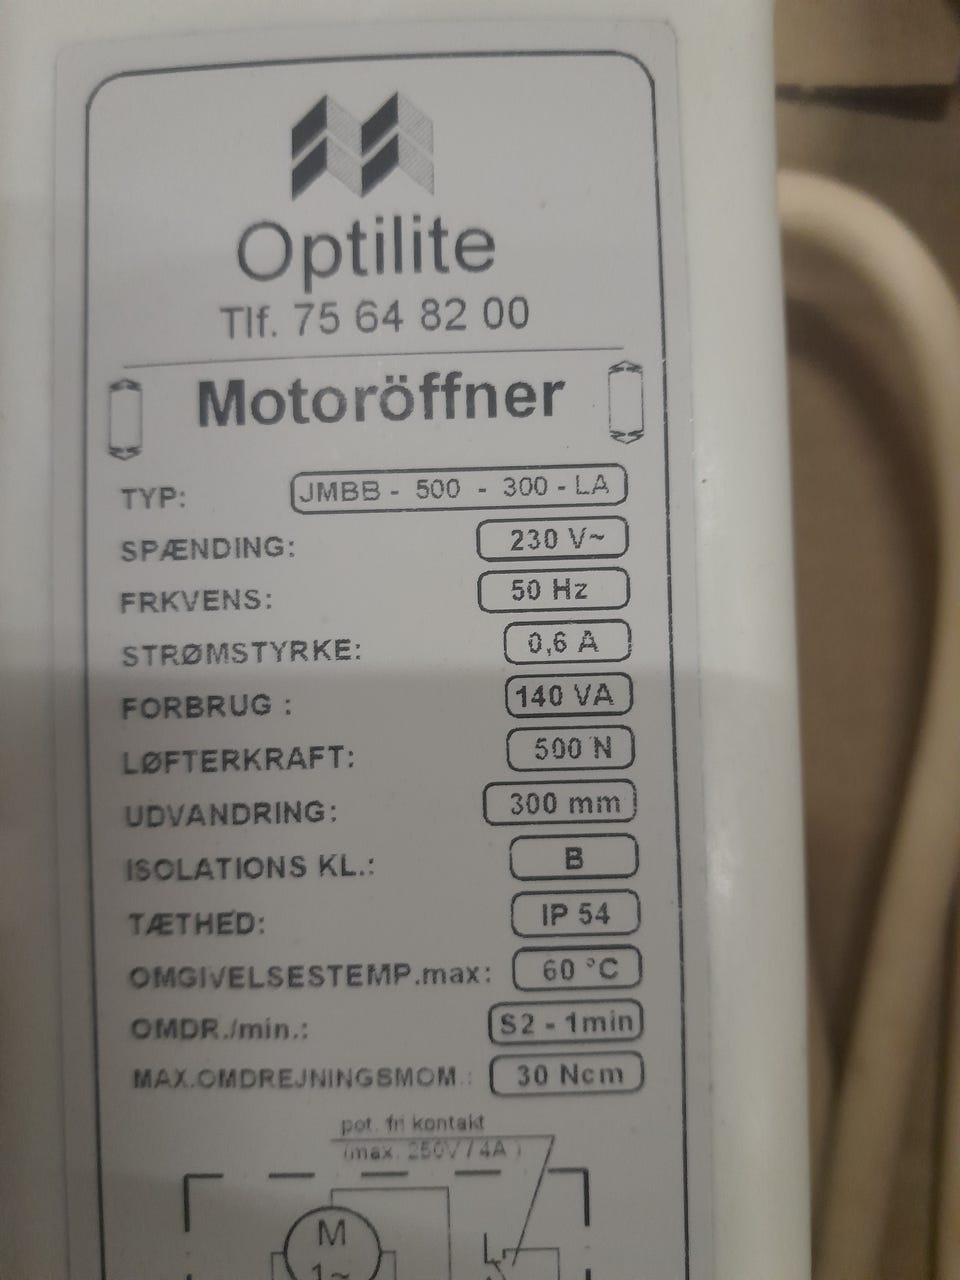 Optilite
Tlf. 75 64 82 00
Motoröffner
TYP: JMBB - 500 - 300 - LA
SPÆNDING: 230 V~
FRKVENS: 50 Hz
STRØMSTYRKE: 0,6 A
FORBRUG : 140 VA
LØFTERKRAFT: 500 N
UDVANDRING: 300 mm
ISOLATIONS KL.: B
TÆTHED: IP 54
OMGIVELSESTEMP.max: 60 °C
OMDR./min.: S2 - 1min
MAX.OMDREJNINGSMOM.: 30 Ncm
pot. fri kontakt
(max. 250V / 4A )
M
1~